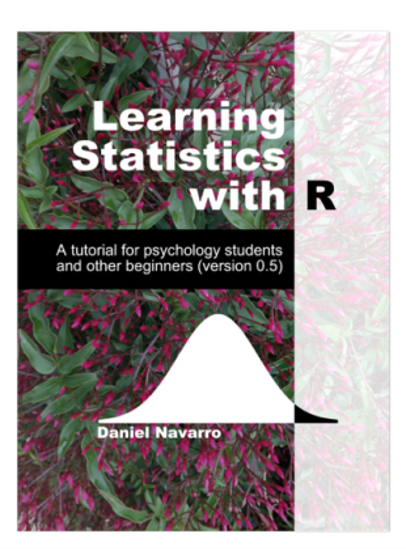 Learning
Statistics
with R
A tutorial for psychology students
and other beginners (version 0.5)
Daniel Navarro